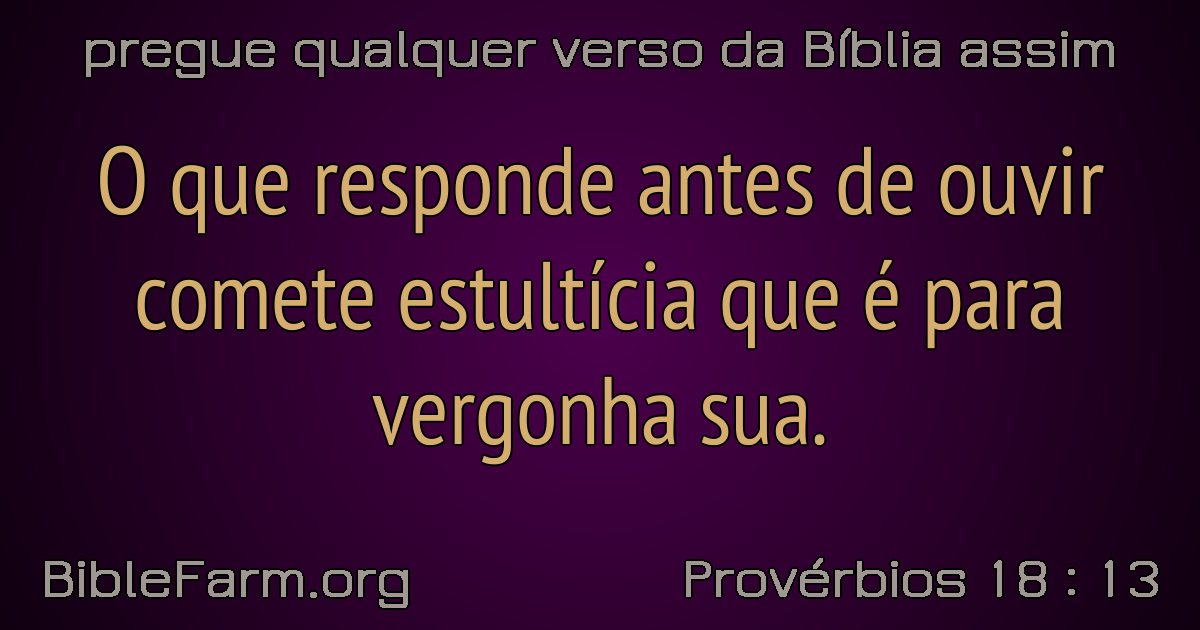 pregue qualquer verso da Bíblia assim
O que responde antes de ouvir
comete estultícia que é para
vergonha sua.
BibleFarm.org
Provérbios 18 : 13